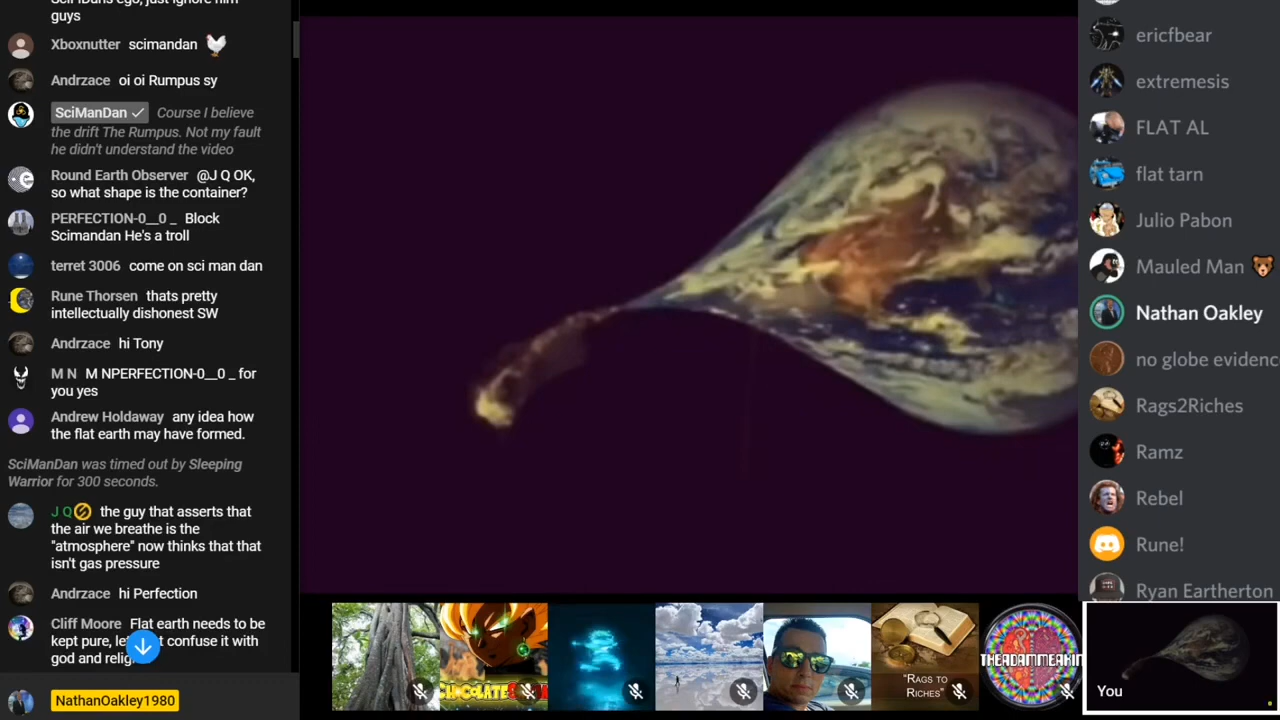 guys
Xboxnutter scimandan
Andrzace oi oi Rumpus sy
SciManDan Course I believe
the drift The Rumpus. Not my fault
he didn't understand the video
Round Earth Observer @J Q OK,
so what shape is the container?
PERFECTION-0__0 _ Block
Scimandan He's a troll
terret 3006 come on sci man dan
Rune Thorsen thats pretty
intellectually dishonest SW
Andrzace hi Tony
M N M NPERFECTION-0__0 _ for
you yes
Andrew Holdaway any idea how
the flat earth may have formed.
SciManDan was timed out by Sleeping
Warrior for 300 seconds.
J Q the guy that asserts that
the air we breathe is the
"atmosphere" now thinks that that
isn't gas pressure
Andrzace hi Perfection
Cliff Moore Flat earth needs to be
kept pure, confuse it with
god and relig
NathanOakley1980
ericfbear
extremesis
FLAT AL
flat tarn
Julio Pabon
Mauled Man
Nathan Oakley
no globe evidenc
Rags2Riches
Ramz
Rebel
Rune!
Ryan Eartherton
"RAGS TO
RICHES"
THEADAMMEAKIN
You